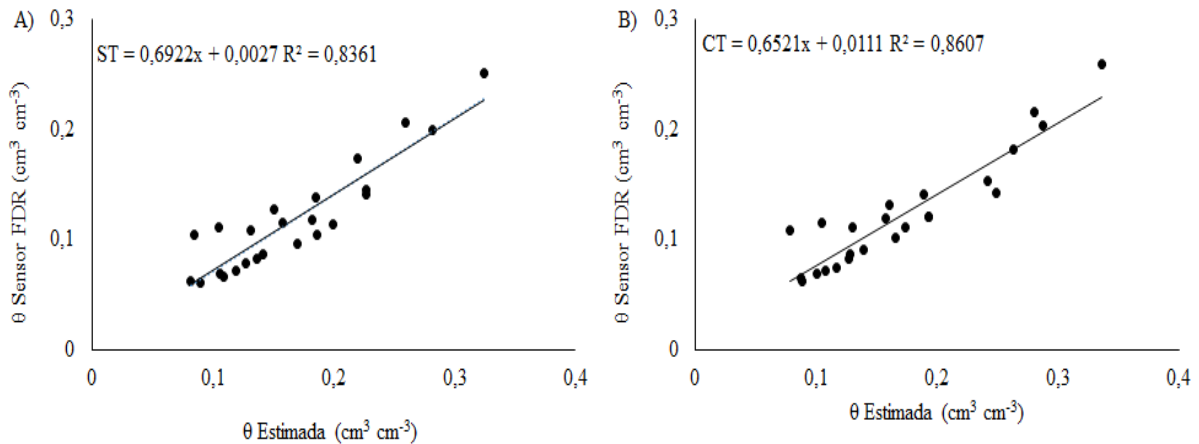 A)
ST = 0,6922x + 0,0027 R² = 0,8361
θ Sensor FDR (cm³ cm⁻³)
0,3
0,2
0,1
0
0
0,1
0,2
0,3
0,4
θ Estimada (cm³ cm⁻³)
B)
CT = 0,6521x + 0,0111 R² = 0,8607
θ Sensor FDR (cm³ cm⁻³)
0,3
0,2
0,1
0
0
0,1
0,2
0,3
0,4
θ Estimada (cm³ cm⁻³)